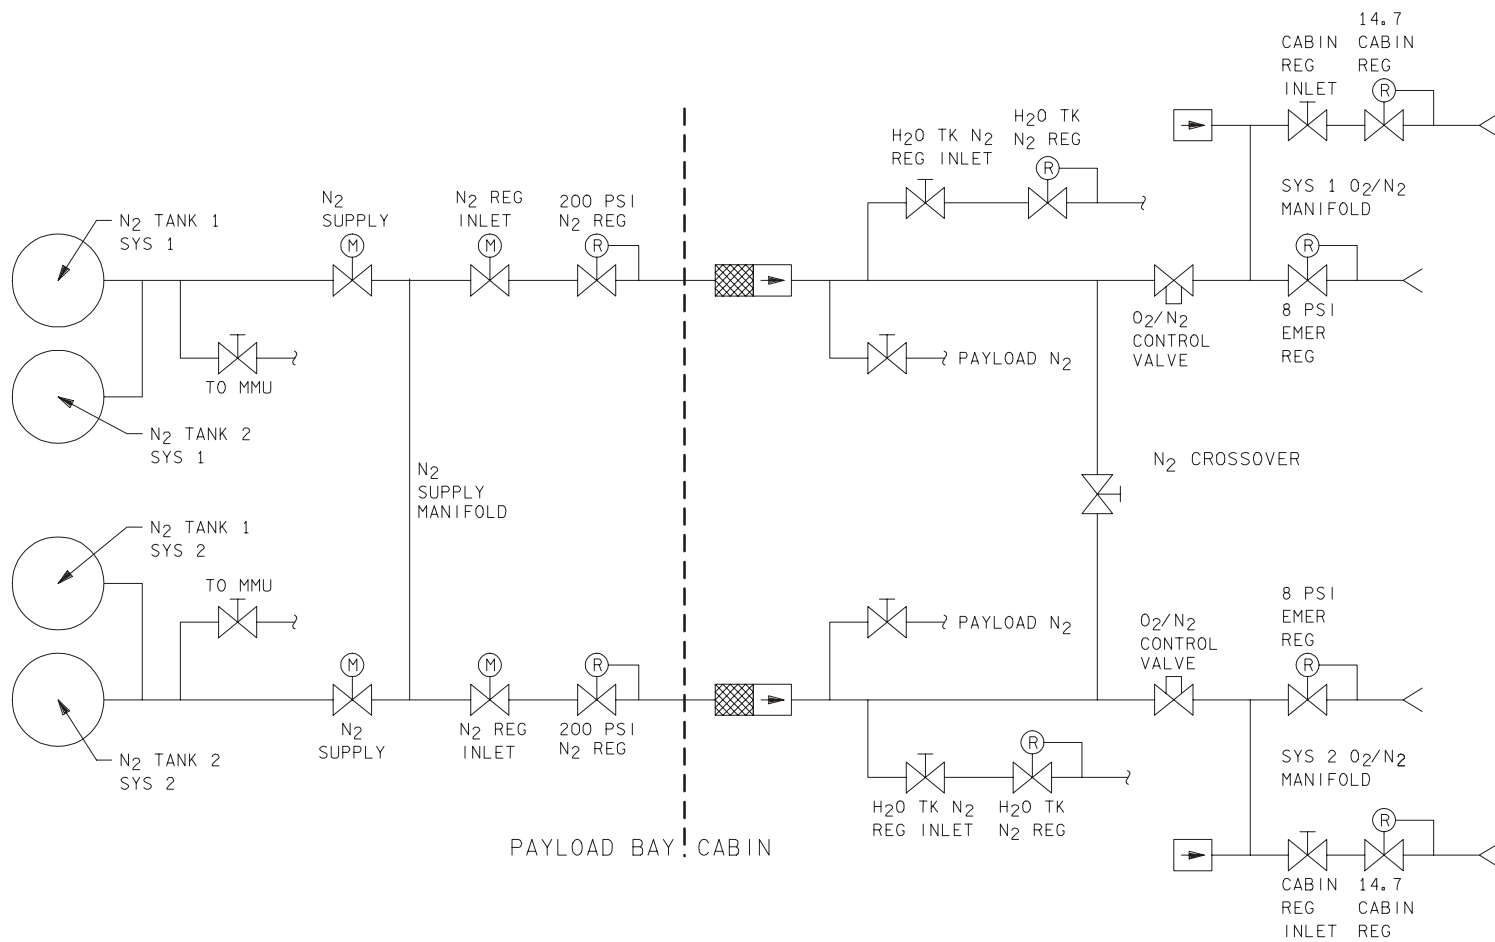 14.7
CABIN CABIN
REG REG
INLET
R
H2O TK N2
REG INLET
H2O TK
N2 REG
R
SYS 1 O2/N2
MANIFOLD
N2 TANK 1
SYS 1
N2
SUPPLY
M
N2 REG
INLET
M
200 PSI
N2 REG
R
R
8 PSI
EMER
REG
O2/N2
CONTROL
VALVE
TO MMU
PAYLOAD N2
N2 TANK 2
SYS 1
N2
SUPPLY
MANIFOLD
N2 CROSSOVER
N2 TANK 1
SYS 2
TO MMU
PAYLOAD N2
O2/N2
CONTROL
VALVE
8 PSI
EMER
REG
R
M
N2
SUPPLY
M
N2 REG
INLET
R
200 PSI
N2 REG
N2 TANK 2
SYS 2
R
H2O TK N2
REG INLET
H2O TK
N2 REG
SYS 2 O2/N2
MANIFOLD
R
PAYLOAD BAY CABIN
CABIN 14.7
REG CABIN
INLET REG